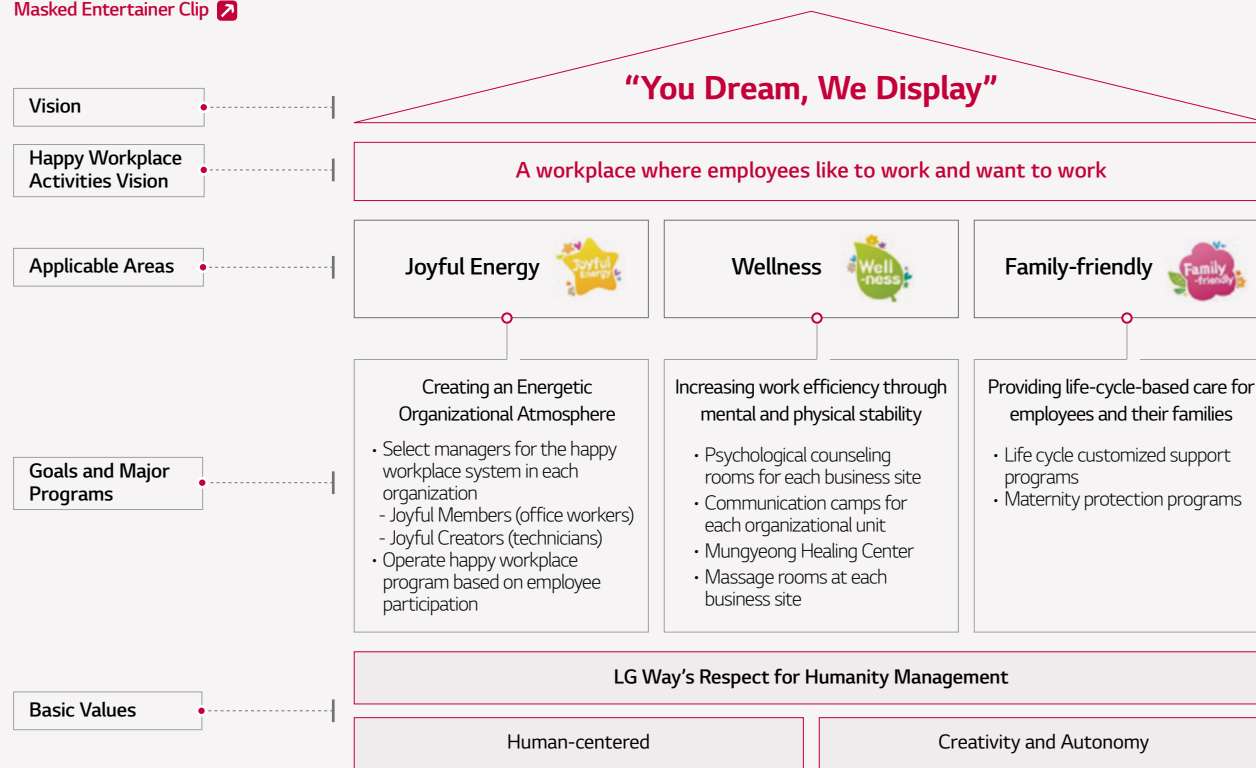 Masked Entertainer Clip
Vision
“You Dream, We Display”
Happy Workplace
Activities Vision
A workplace where employees like to work and want to work
Applicable Areas
Joyful Energy
Joyful
Energy
Wellness
Well
-ness
Family-friendly
Family
-friendly
Goals and Major
Programs
Creating an Energetic
Organizational Atmosphere
· Select managers for the happy
workplace system in each
organization
- Joyful Members (office workers)
- Joyful Creators (technicians)
· Operate happy workplace
program based on employee
participation
Increasing work efficiency through
mental and physical stability
· Psychological counseling
rooms for each business site
· Communication camps for
each organizational unit
· Mungyeong Healing Center
· Massage rooms at each
business site
Providing life-cycle-based care for
employees and their families
· Life cycle customized support
programs
· Maternity protection programs
Basic Values
LG Way’s Respect for Humanity Management
Human-centered
Creativity and Autonomy